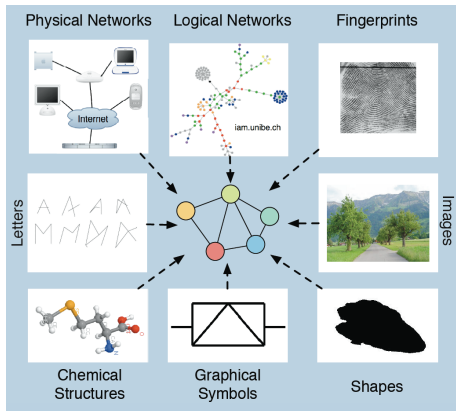 Physical Networks
Logical Networks
Fingerprints
Internet
iam.unibe.ch
Letters
A A A A
M M M M
Images
Chemical
Structures
Graphical
Symbols
Shapes